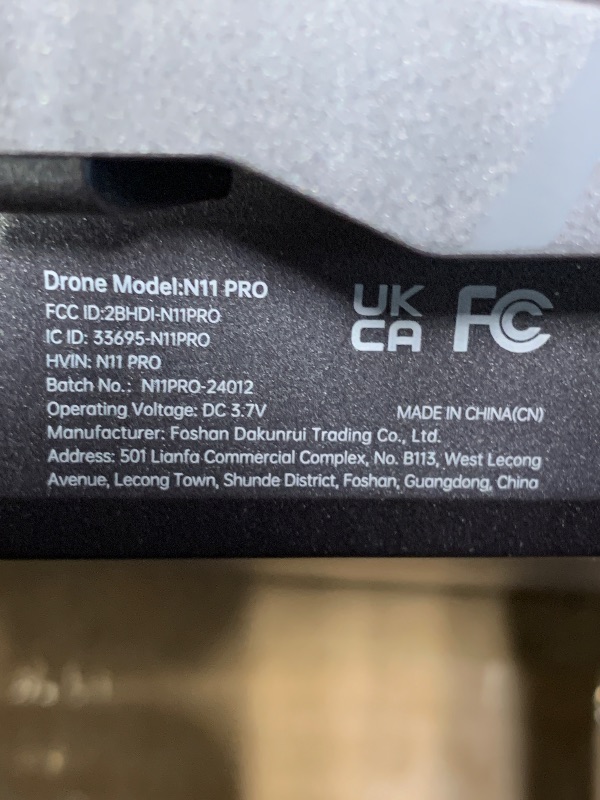 Drone Model:N11 PRO
FCC ID:2BHDI-N11PRO
IC ID: 33695-N11PRO
HVIN: N11 PRO
Batch No.: N11PRO-24012
Operating Voltage: DC 3.7V
UK
CA
FC
MADE IN CHINA(CN)
Manufacturer: Foshan Dakunrui Trading Co., Ltd.
Address: 501 Lianfa Commercial Complex, No. B113, West Lecong
Avenue, Lecong Town, Shunde District, Foshan, Guangdong, China